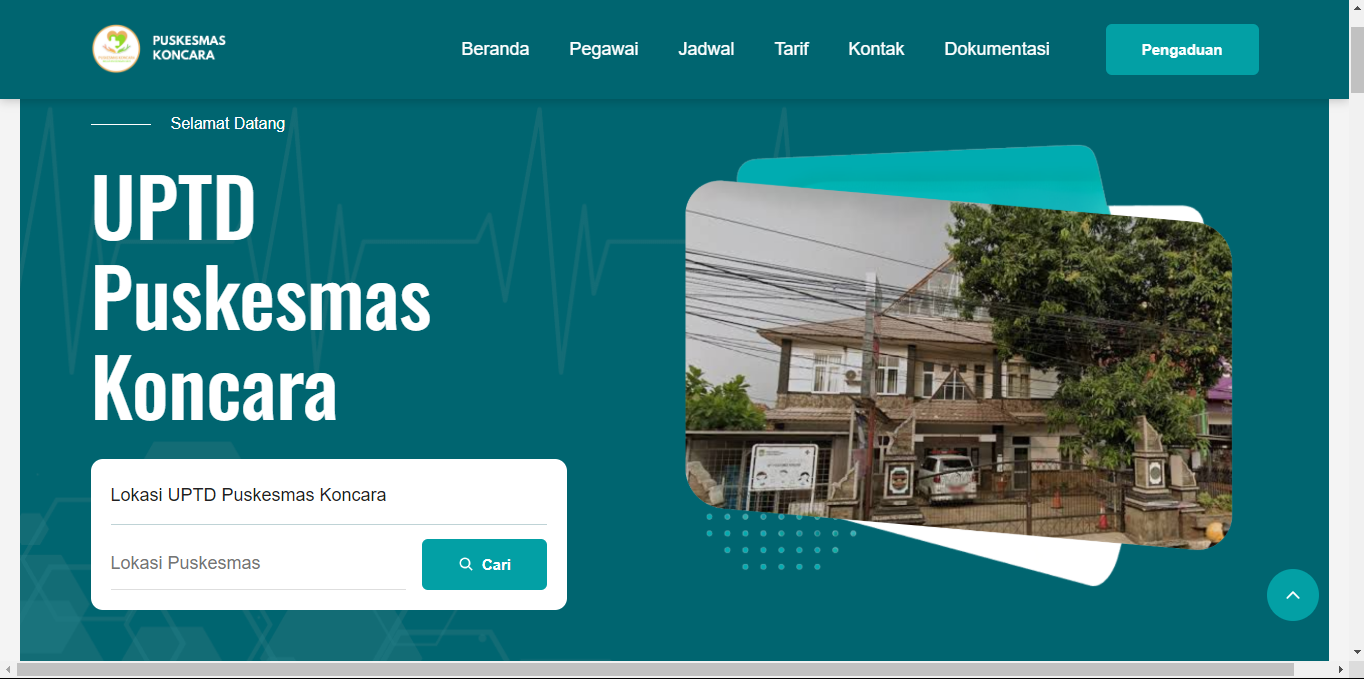 PUSKESMAS
KONCARA
Beranda Pegawai Jadwal Tarif Kontak Dokumentasi Pengaduan
Selamat Datang
UPTD
Puskesmas
Koncara
Lokasi UPTD Puskesmas Koncara
Lokasi Puskesmas
Cari